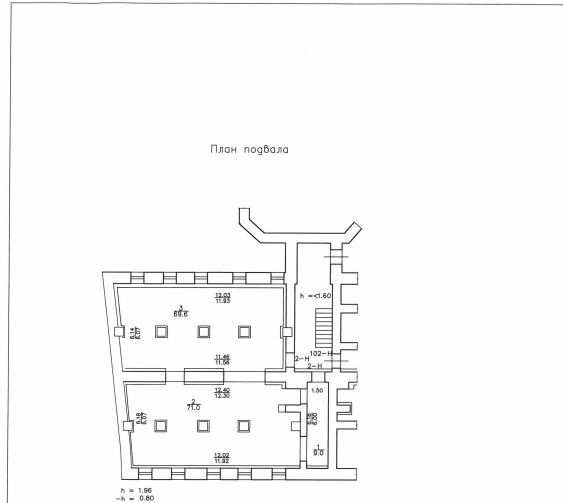 План подвала
h =<1.60
12.03
11.93
3
69.6
6.14
6.07
11.46
11.56
102-Н
2-Н
2-Н
12.40
12.30
1.50
2
71.0
6.18
6.07
6.00
12.02
11.92
1
9.0
h = 1.96
-h = 0.80